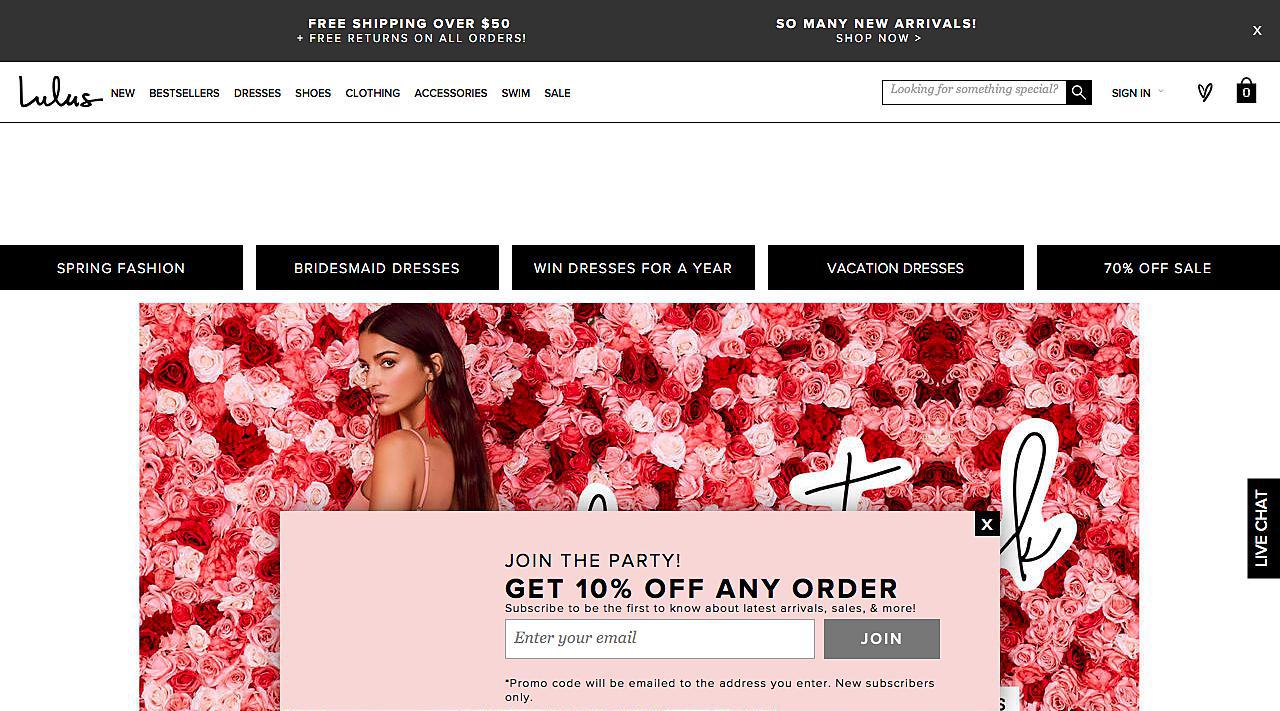 FREE SHIPPING OVER $50
+ FREE RETURNS ON ALL ORDERS!
SO MANY NEW ARRIVALS!
SHOP NOW >
X
Lulus
NEW BESTSELLERS DRESSES SHOES CLOTHING ACCESSORIES SWIM SALE
Looking for something special?
SIGN IN
0
SPRING FASHION
BRIDESMAID DRESSES
WIN DRESSES FOR A YEAR
VACATION DRESSES
70% OFF SALE
X
JOIN THE PARTY!
GET 10% OFF ANY ORDER
Subscribe to be the first to know about latest arrivals, sales, & more!
Enter your email
JOIN
*Promo code will be emailed to the address you enter. New subscribers
only.
LIVE CHAT